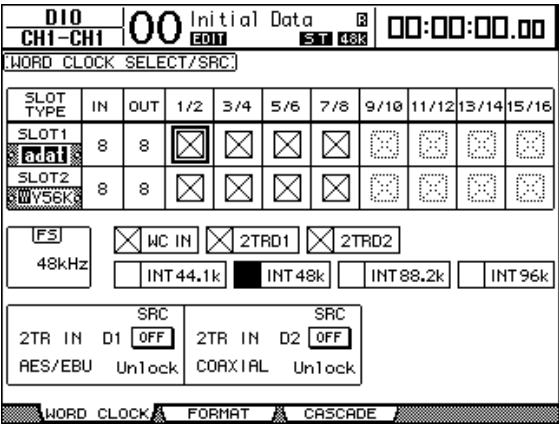 DIO 00 Initial Data B 00:00:00.00
CH1-CH1 EDIT ST 48K
WORD CLOCK SELECT/SRC
SLOT TYPE IN OUT 1/2 3/4 5/6 7/8 9/10 11/12 13/14 15/16
SLOT1
adat 8 8
SLOT2
WY56K 8 8
FS WC IN 2TRD1 2TRD2
48kHz INT44.1k INT48k INT88.2k INT96k
SRC SRC
2TR IN D1 OFF 2TR IN D2 OFF
AES/EBU Unlock COAXIAL Unlock
WORD CLOCK FORMAT CASCADE